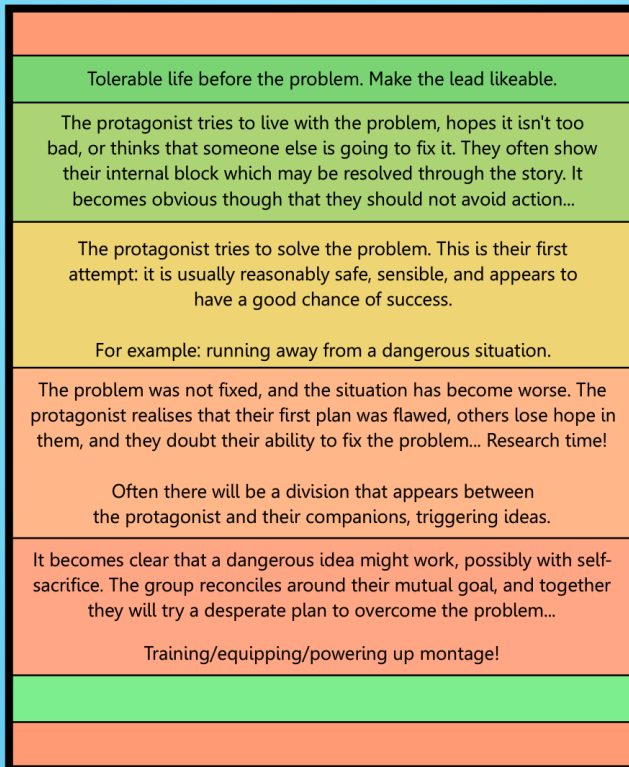 Tolerable life before the problem. Make the lead likeable.
The protagonist tries to live with the problem, hopes it isn't too
bad, or thinks that someone else is going to fix it. They often show
their internal block which may be resolved through the story. It
becomes obvious though that they should not avoid action...
The protagonist tries to solve the problem. This is their first
attempt: it is usually reasonably safe, sensible, and appears to
have a good chance of success.
For example: running away from a dangerous situation.
The problem was not fixed, and the situation has become worse. The
protagonist realises that their first plan was flawed, others lose hope in
them, and they doubt their ability to fix the problem... Research time!
Often there will be a division that appears between
the protagonist and their companions, triggering ideas.
It becomes clear that a dangerous idea might work, possibly with self-
sacrifice. The group reconciles around their mutual goal, and together
they will try a desperate plan to overcome the problem...
Training/equipping/powering up montage!